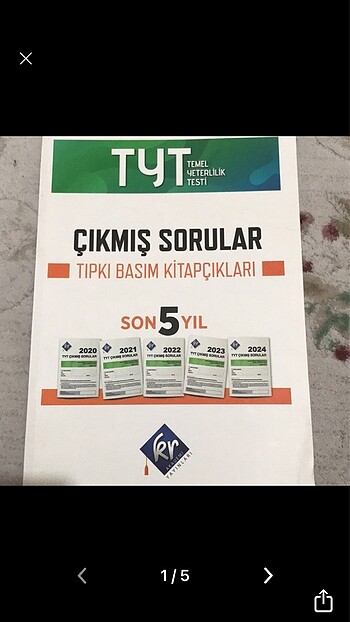 TYT TEMEL
YETERLİLİK
TESTİ
ÇIKMIŞ SORULAR
TIPKI BASIM KİTAPÇIKLARI
SON 5 YIL
2020
TYT ÇIKMIŞ SORULAR
2021
TYT ÇIKMIŞ SORULAR
2022
TYT ÇIKMIŞ SORULAR
2023
TYT ÇIKMIŞ SORULAR
2024
TYT ÇIKMIŞ SORULAR
kr
AKADEMİ
YAYINLARI
1/5